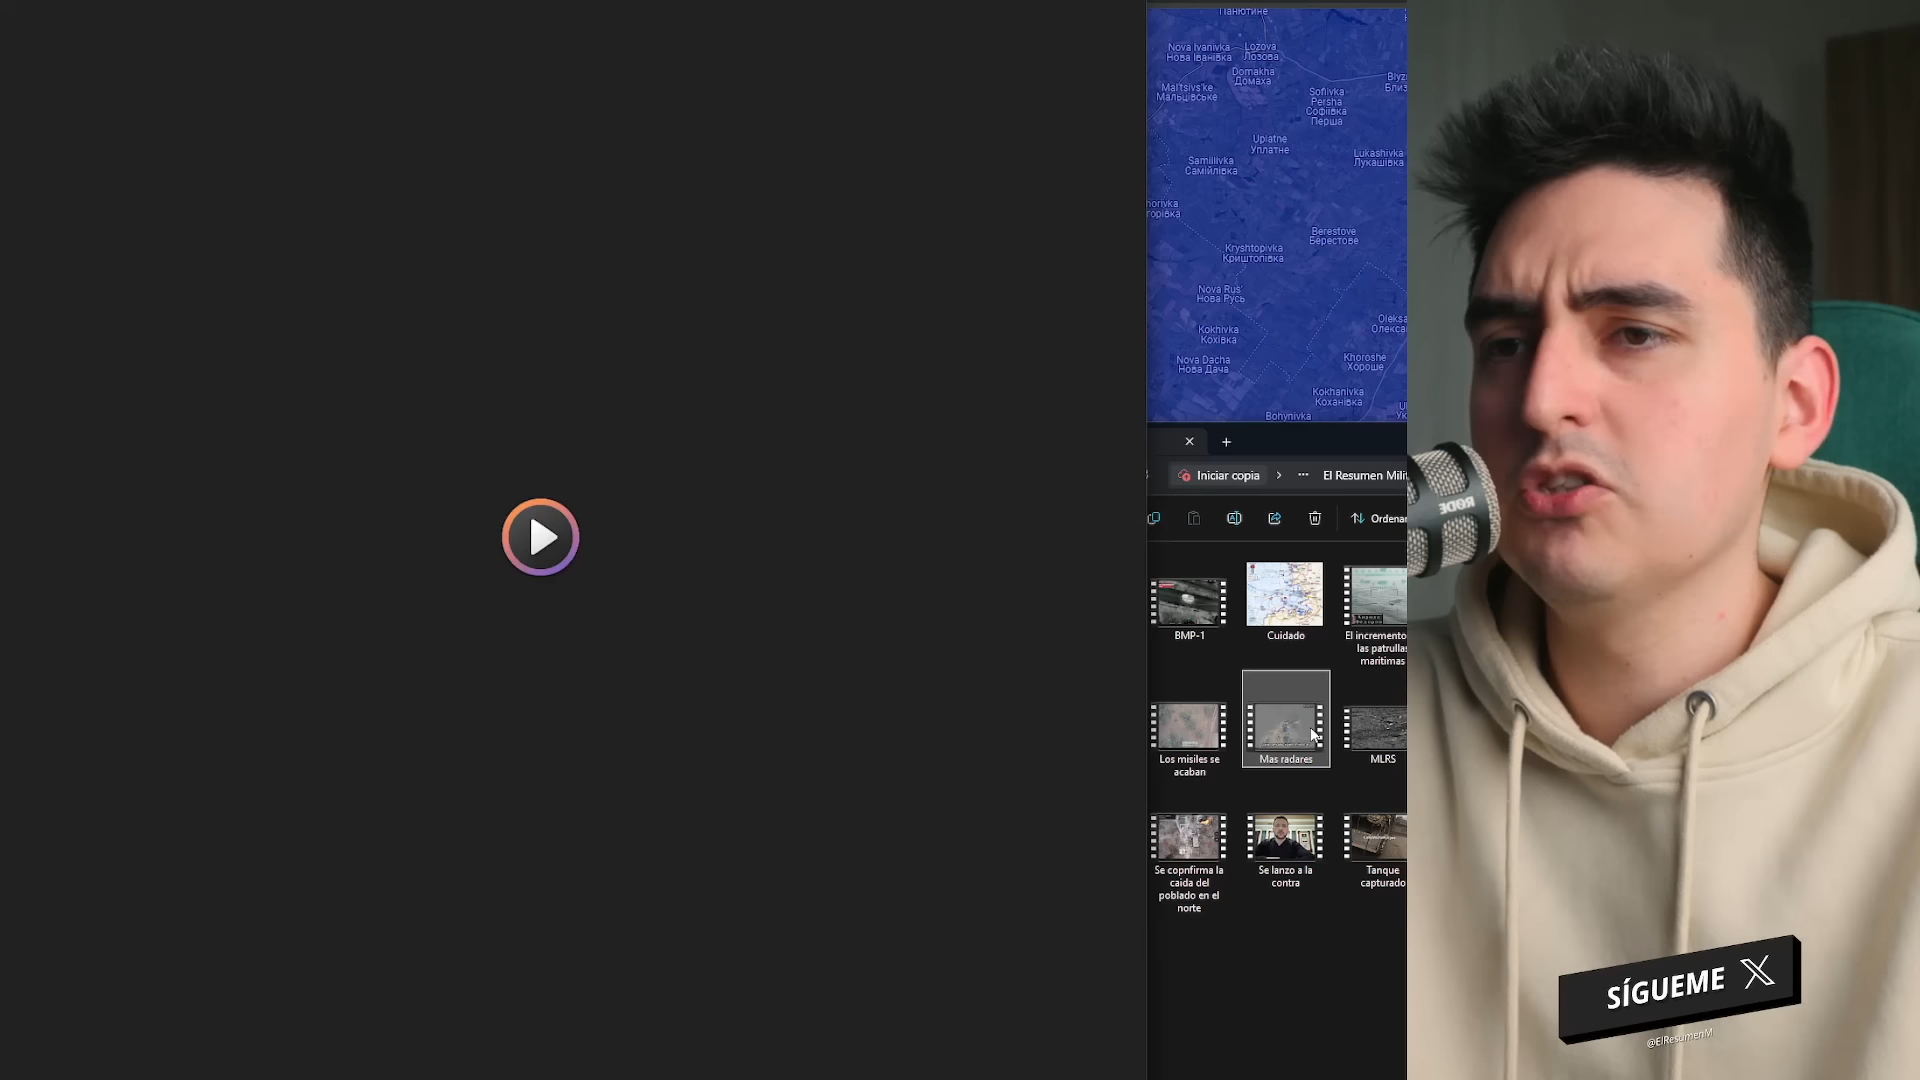 Панютине
Nova Ivanivka
Нова Іванівка
Lozova
Лозова
Domakha
Домаха
Mal'tsivs'ke
Мальцівське
Sofiivka
Persha
Софіївка
Перша
Upiatne
Уплатне
Lukashivka
Лукашівка
Samiilivka
Самійлівка
Berestove
Берестове
Kryshtopivka
Криштопівка
Nova Rus'
Нова Русь
Kokhivka
Кохівка
Nova Dacha
Нова Дача
Khoroshe
Хороше
Kokhanivka
Коханівка
Bohynivka
Iniciar copia
El Resumen Mili
Ordenar
BMP-1
Cuidado
El incremento
las patrullas
maritimas
Los misiles se
acaban
Mas radares
MLRS
Se copnfirma la
caida del
poblado en el
norte
Se lanzo a la
contra
Tanque
capturado
RØDE
SÍGUEME X
@ElResumenM